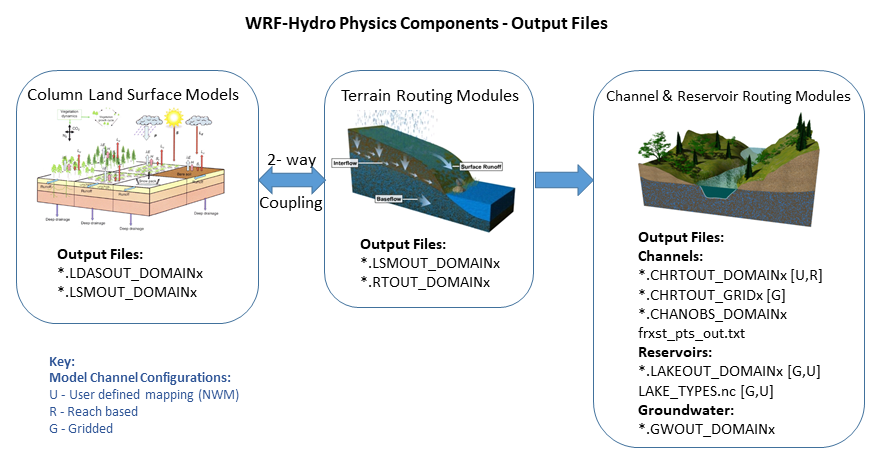 WRF-Hydro Physics Components - Output Files
Column Land Surface Models
Vegetation
dynamics
CO₂
Runoff
Runoff
Runoff
Deep drainage
Deep drainage
Deep drainage
Output Files:
*.LDASOUT_DOMAINx
*.LSMOUT_DOMAINx
2- way
Coupling
Terrain Routing Modules
Interflow
Surface Runoff
Baseflow
Output Files:
*.LSMOUT_DOMAINx
*.RTOUT_DOMAINx
Channel & Reservoir Routing Modules
Output Files:
Channels:
*.CHRTOUT_DOMAINx [U,R]
*.CHRTOUT_GRIDx [G]
*.CHANOBS_DOMAINx
frxst_pts_out.txt
Reservoirs:
*.LAKEOUT_DOMAINx [G,U]
LAKE_TYPES.nc [G,U]
Groundwater:
*.GWOUT_DOMAINx
Key:
Model Channel Configurations:
U - User defined mapping (NWM)
R - Reach based
G - Gridded